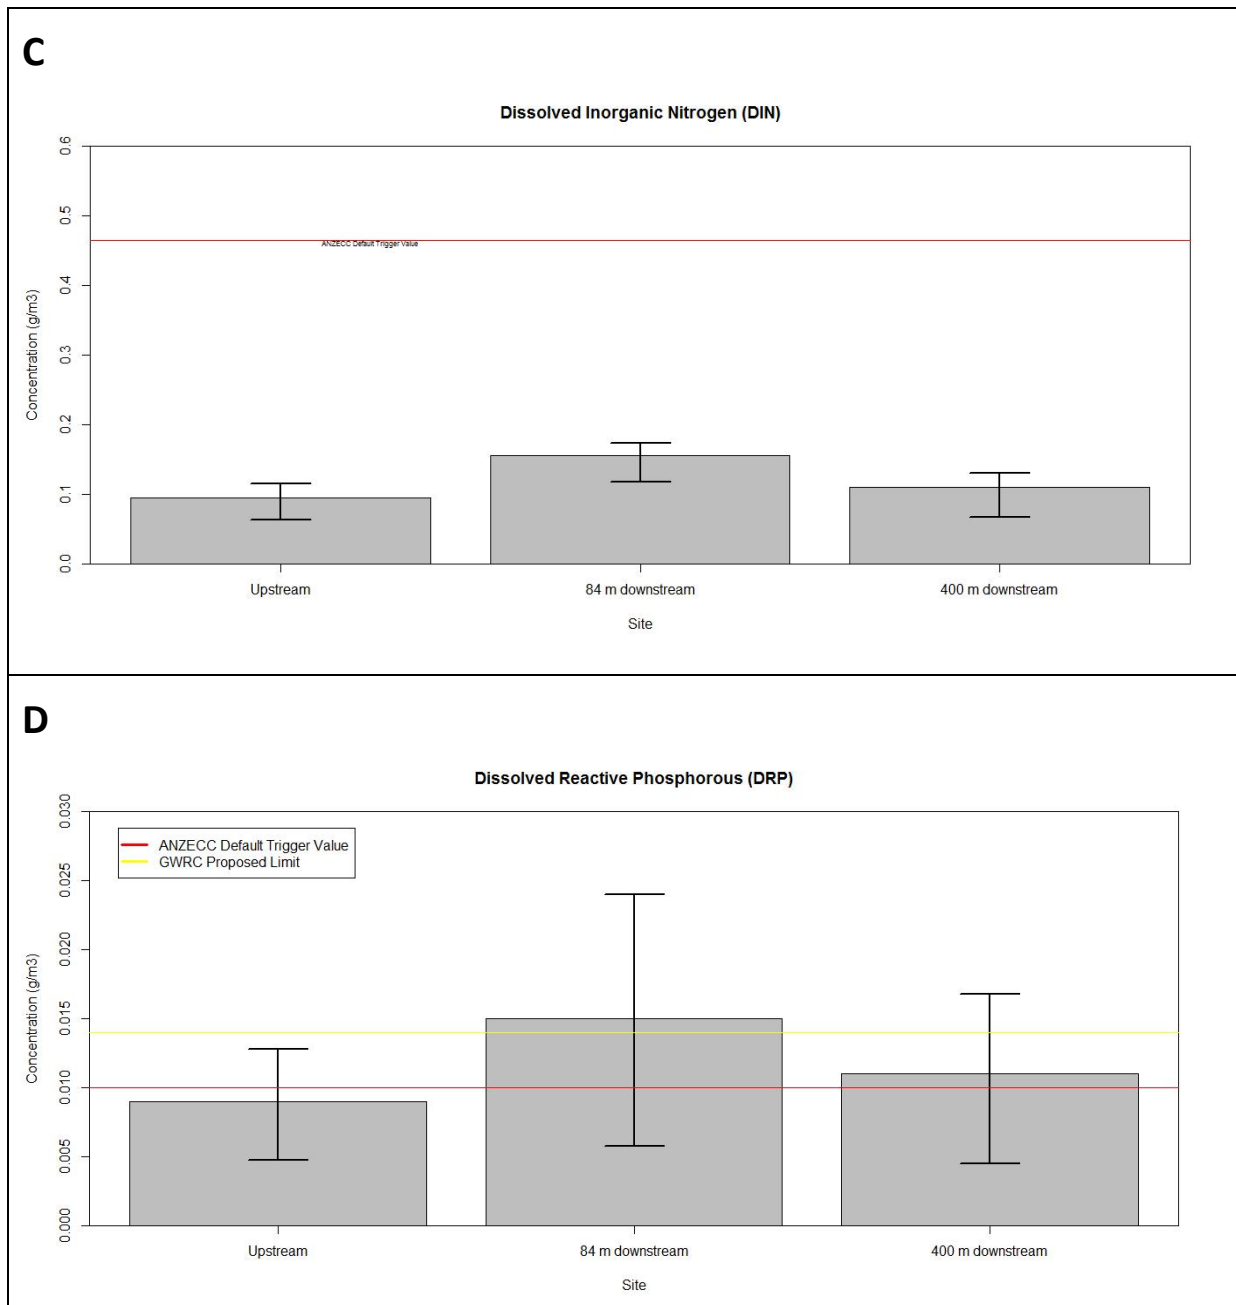 C
Dissolved Inorganic Nitrogen (DIN)
Concentration (g/m3)
0.6
0.5
0.4
0.3
0.2
0.1
0.0
ANZECC Default Trigger Value
Upstream
84 m downstream
400 m downstream
Site
D
Dissolved Reactive Phosphorous (DRP)
Concentration (g/m3)
0.030
0.025
0.020
0.015
0.010
0.005
0.000
ANZECC Default Trigger Value
GWRC Proposed Limit
Upstream
84 m downstream
400 m downstream
Site